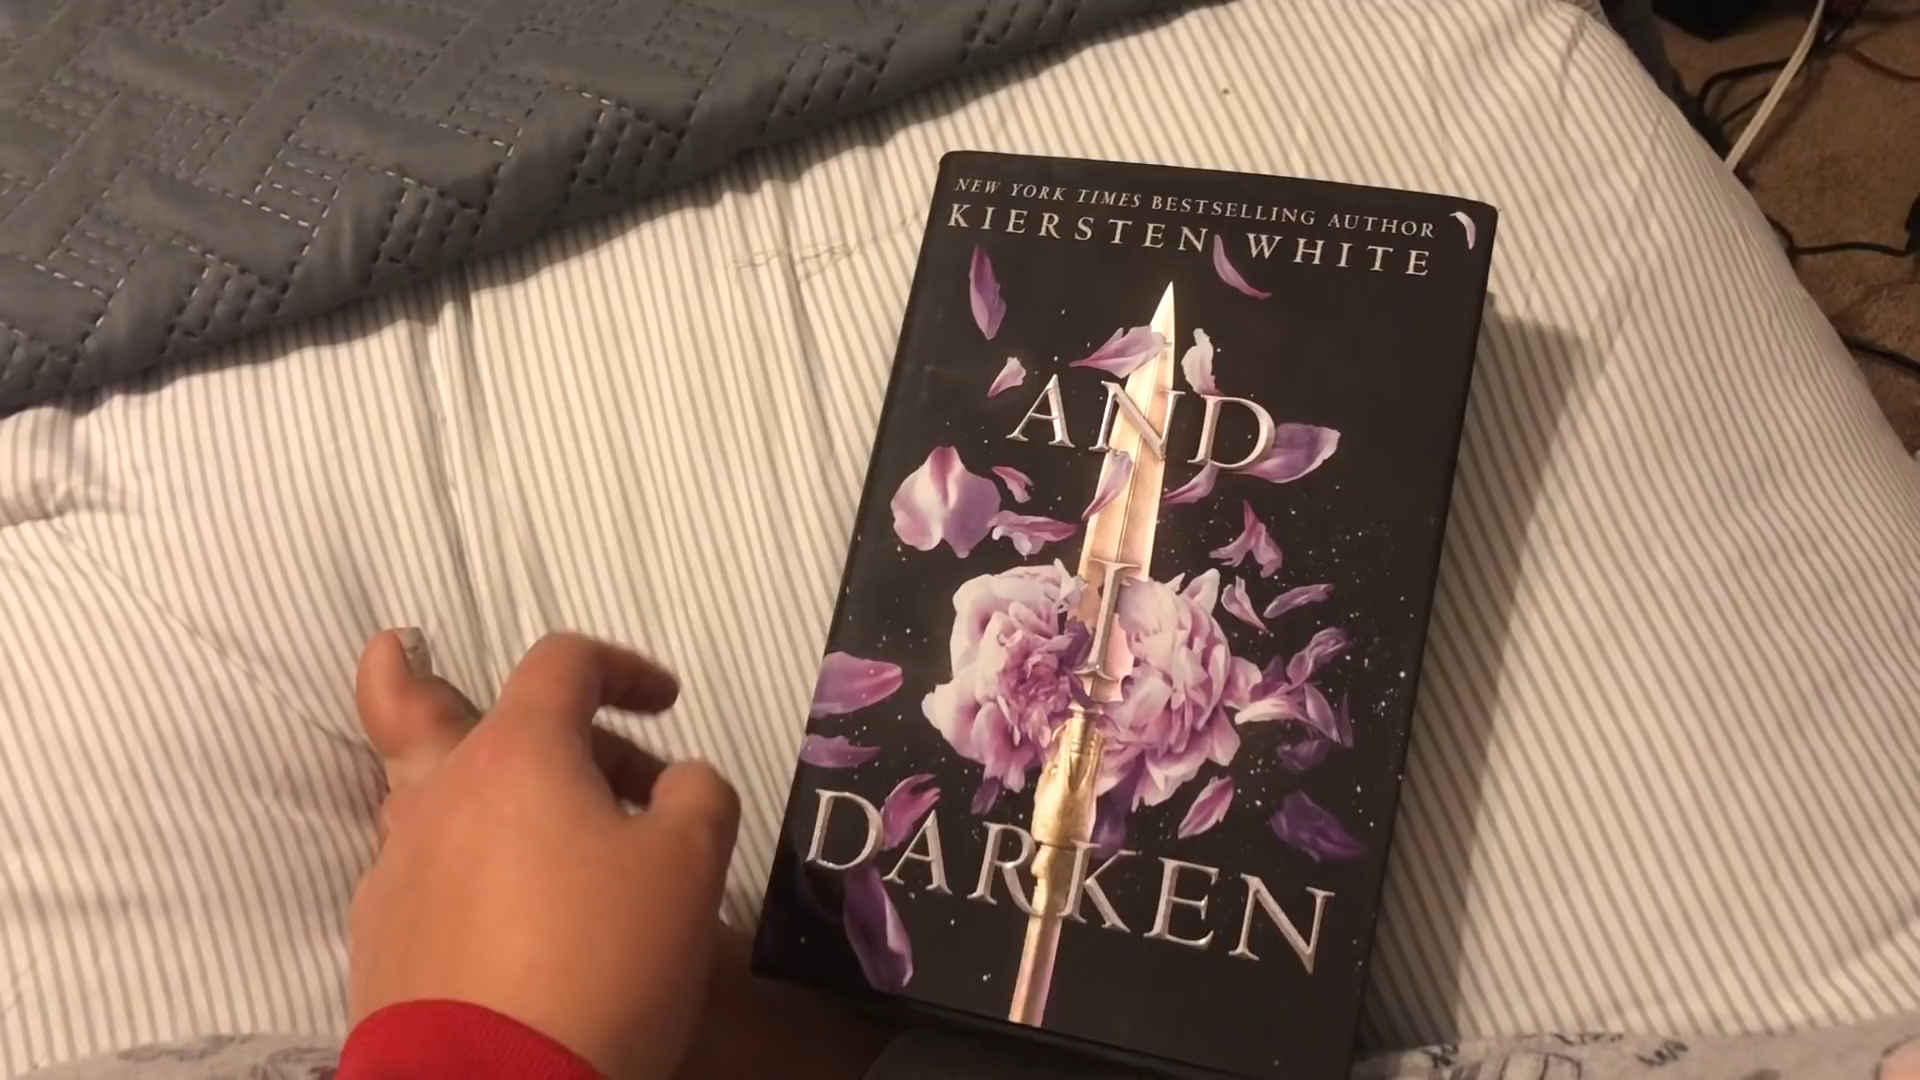 NEW YORK TIMES BESTSELLING AUTHOR
KIERSTEN WHITE
AND
I
DARKEN